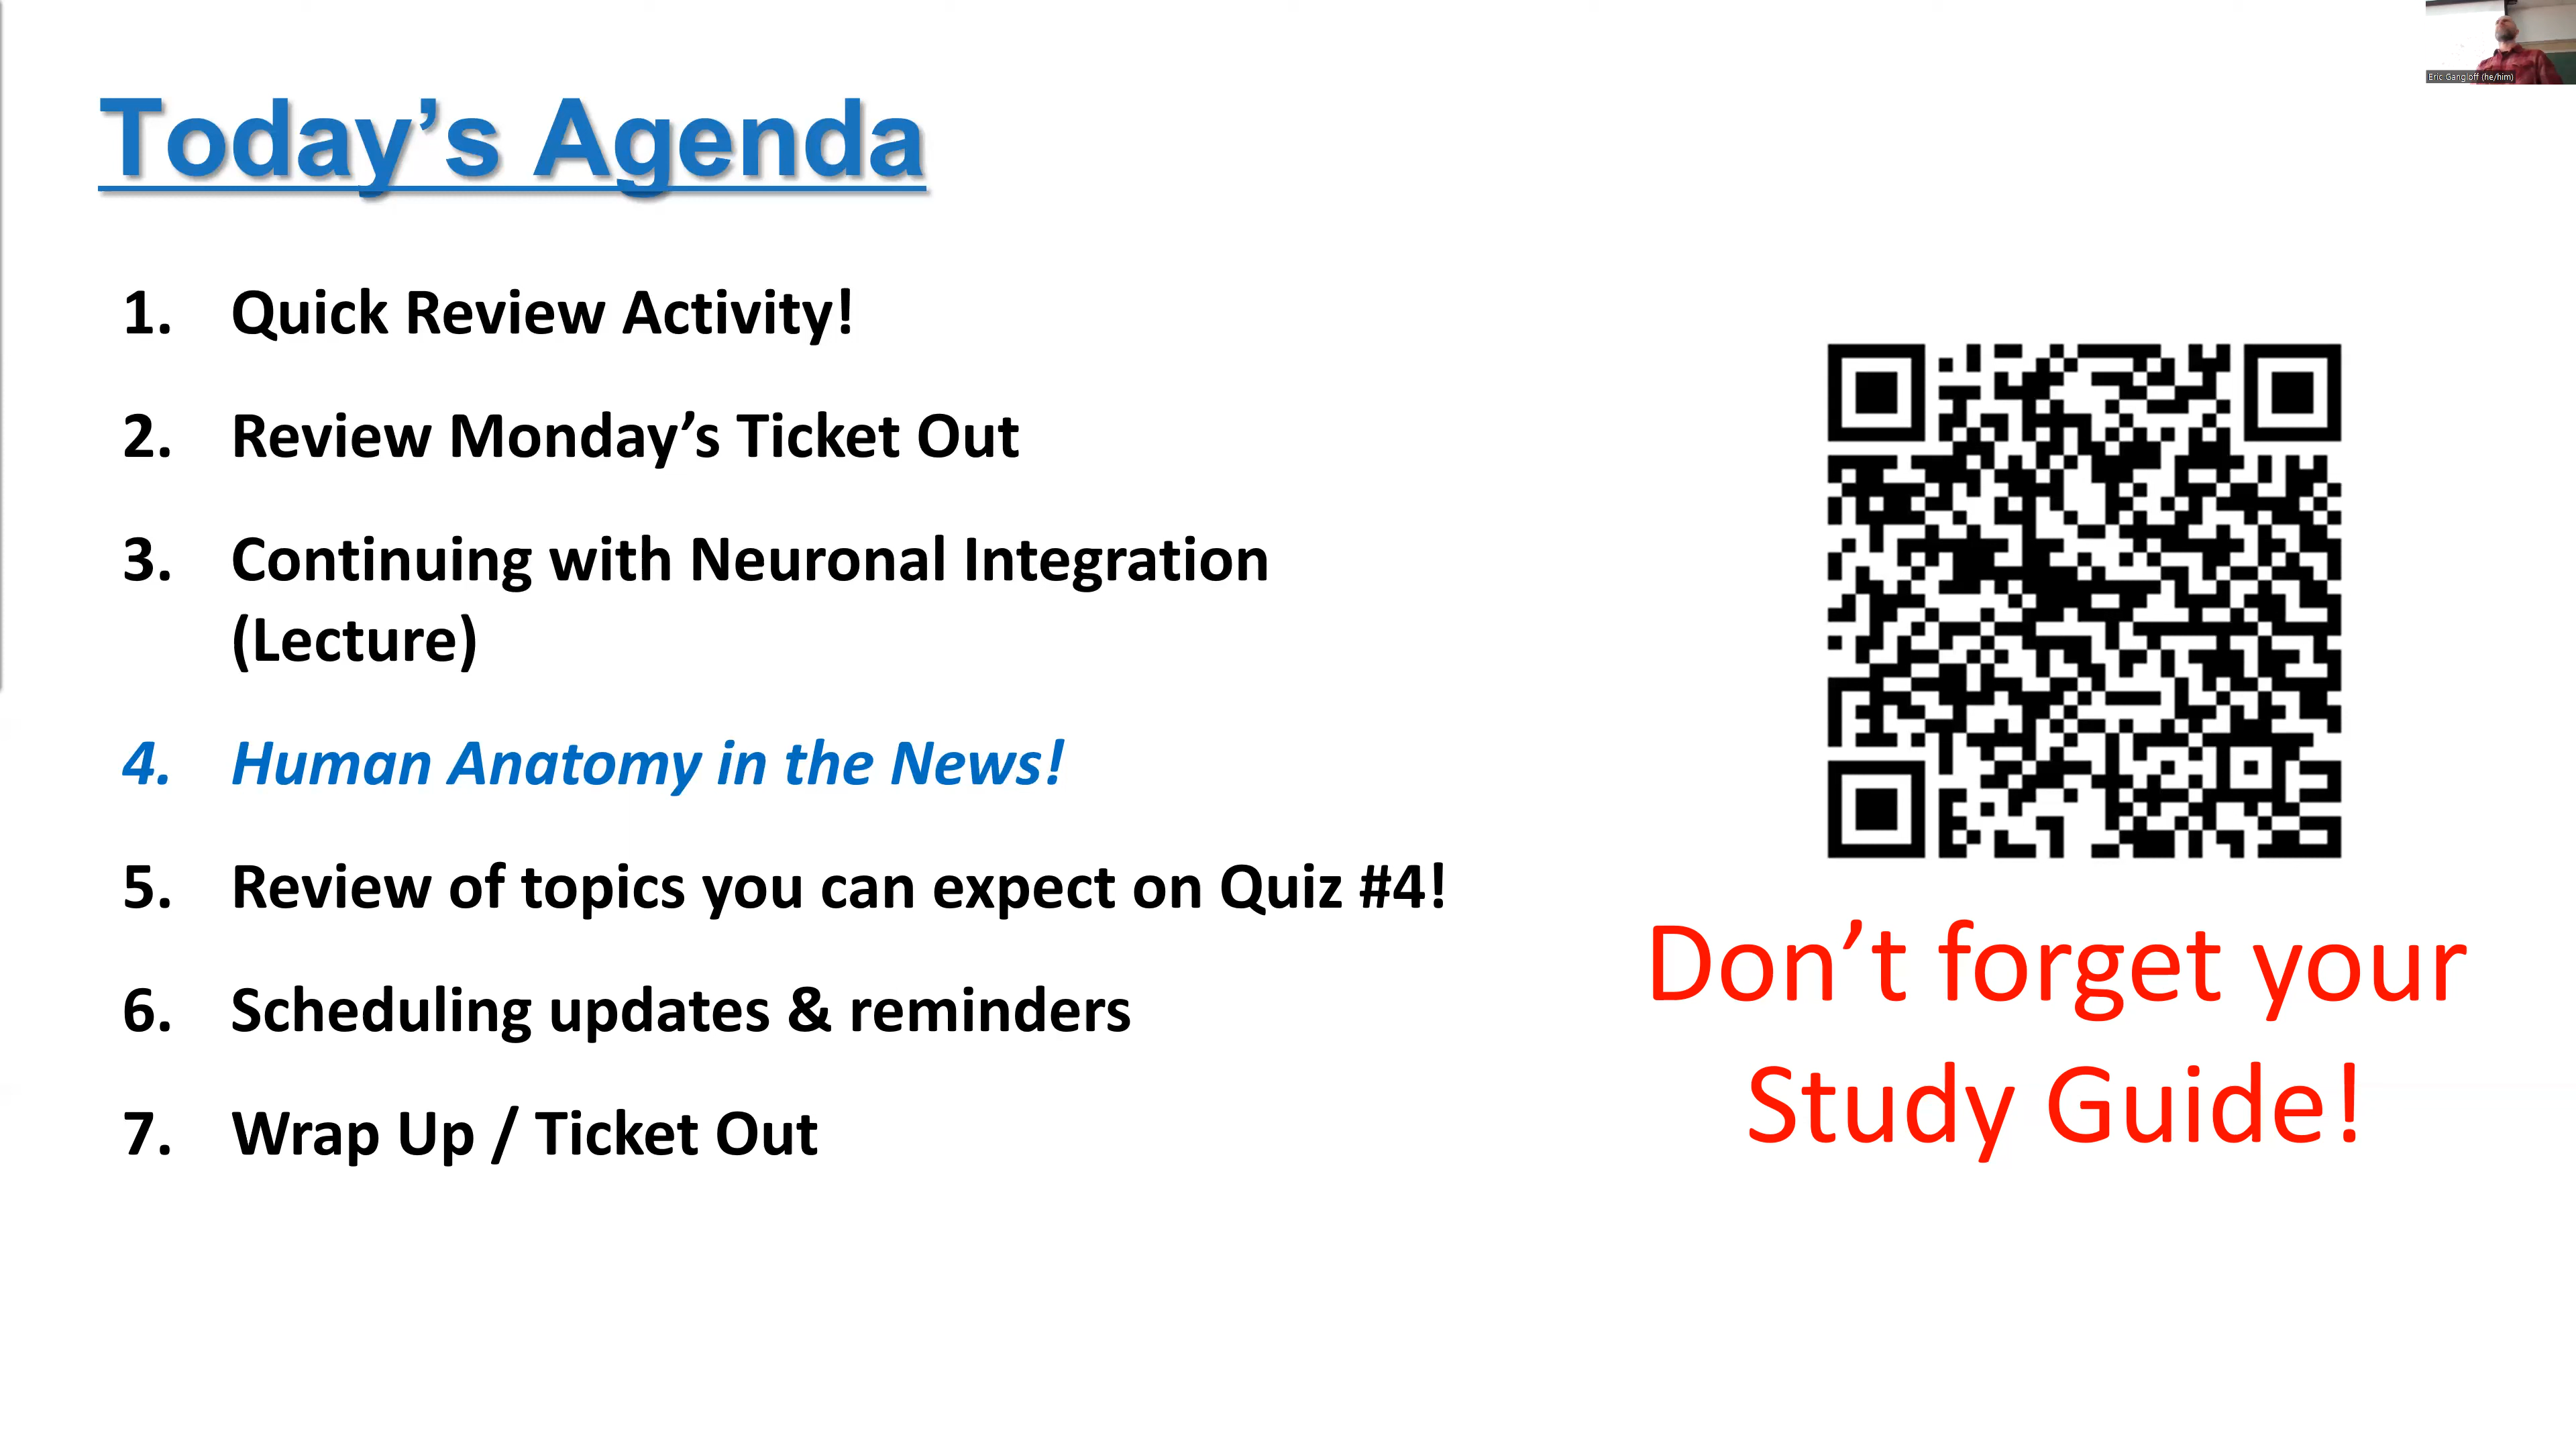 Eric Gangloff (he/him)
Today’s Agenda
1. Quick Review Activity!
2. Review Monday’s Ticket Out
3. Continuing with Neuronal Integration
(Lecture)
4. Human Anatomy in the News!
5. Review of topics you can expect on Quiz #4!
6. Scheduling updates & reminders
7. Wrap Up / Ticket Out
Don’t forget your
Study Guide!